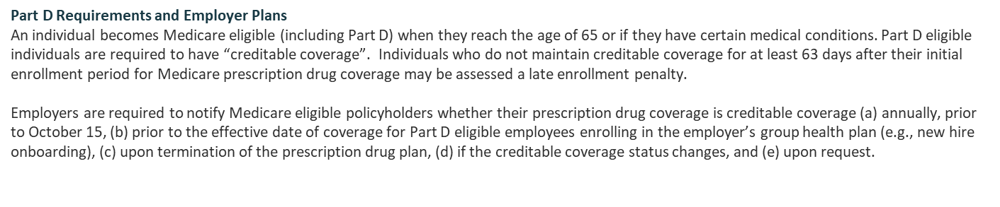 Part D Requirements and Employer Plans
An individual becomes Medicare eligible (including Part D) when they reach the age of 65 or if they have certain medical conditions. Part D eligible
individuals are required to have “creditable coverage”.  Individuals who do not maintain creditable coverage for at least 63 days after their initial
enrollment period for Medicare prescription drug coverage may be assessed a late enrollment penalty.
Employers are required to notify Medicare eligible policyholders whether their prescription drug coverage is creditable coverage (a) annually, prior
to October 15, (b) prior to the effective date of coverage for Part D eligible employees enrolling in the employer’s group health plan (e.g., new hire
onboarding), (c) upon termination of the prescription drug plan, (d) if the creditable coverage status changes, and (e) upon request.